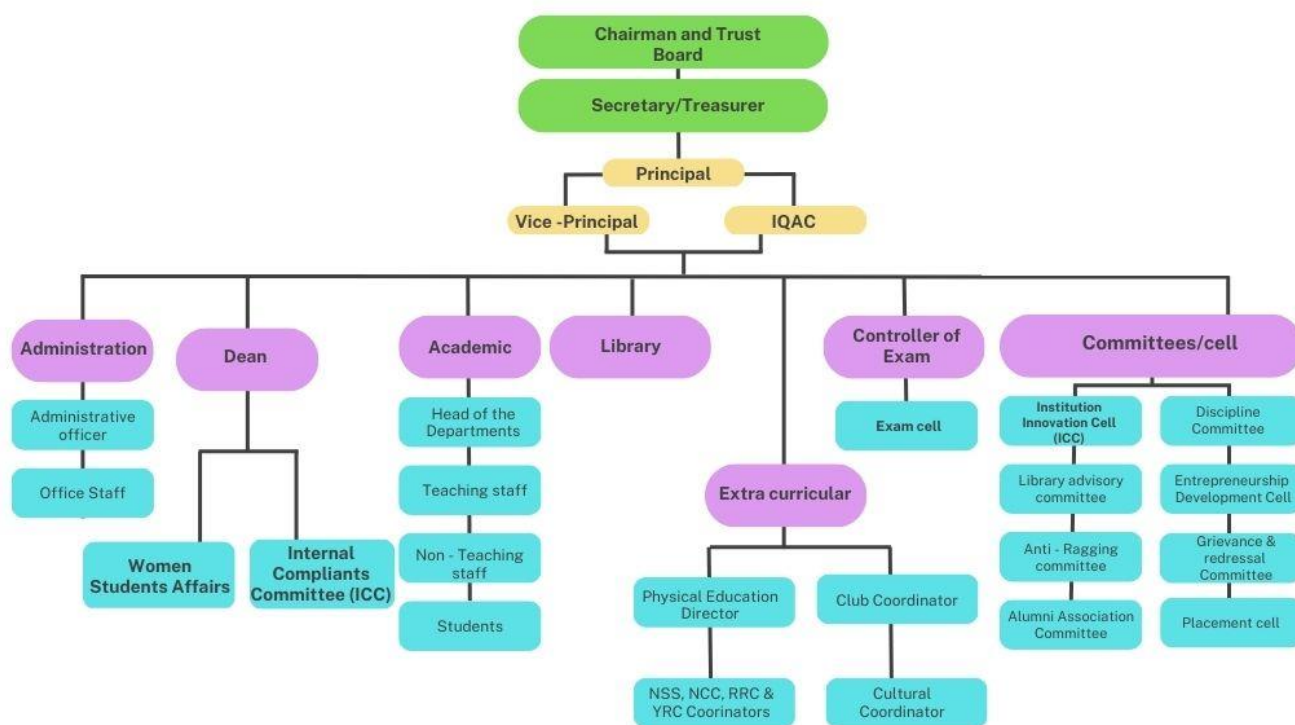 Chairman and Trust
Board
Secretary/Treasurer
Principal
Vice -Principal
IQAC
Administration
Administrative
officer
Office Staff
Dean
Women
Students Affairs
Internal
Compliants
Committee (ICC)
Academic
Head of the
Departments
Teaching staff
Non - Teaching
staff
Students
Library
Extra curricular
Physical Education
Director
NSS, NCC, RRC &
YRC Coorinators
Club Coordinator
Cultural
Coordinator
Controller of
Exam
Exam cell
Committees/cell
Institution
Innovation Cell
(ICC)
Library advisory
committee
Anti - Ragging
committee
Alumni Association
Committee
Discipline
Committee
Entrepreneurship
Development Cell
Grievance &
redressal
Committee
Placement cell